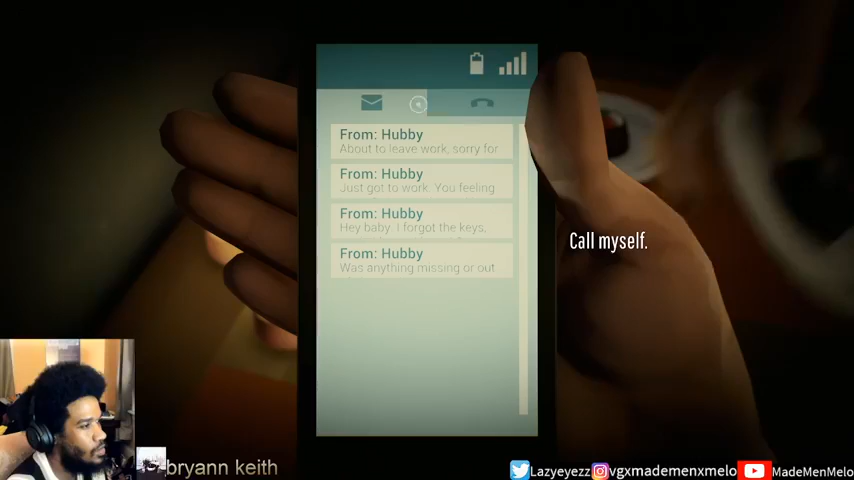 From: Hubby
About to leave work, sorry for
From: Hubby
Just got to work. You feeling
From: Hubby
Hey baby. I forgot the keys,
From: Hubby
Was anything missing or out
Call myself.
bryann keith
Lazyeyezz vgxmademenxmelo MadeMenMelo